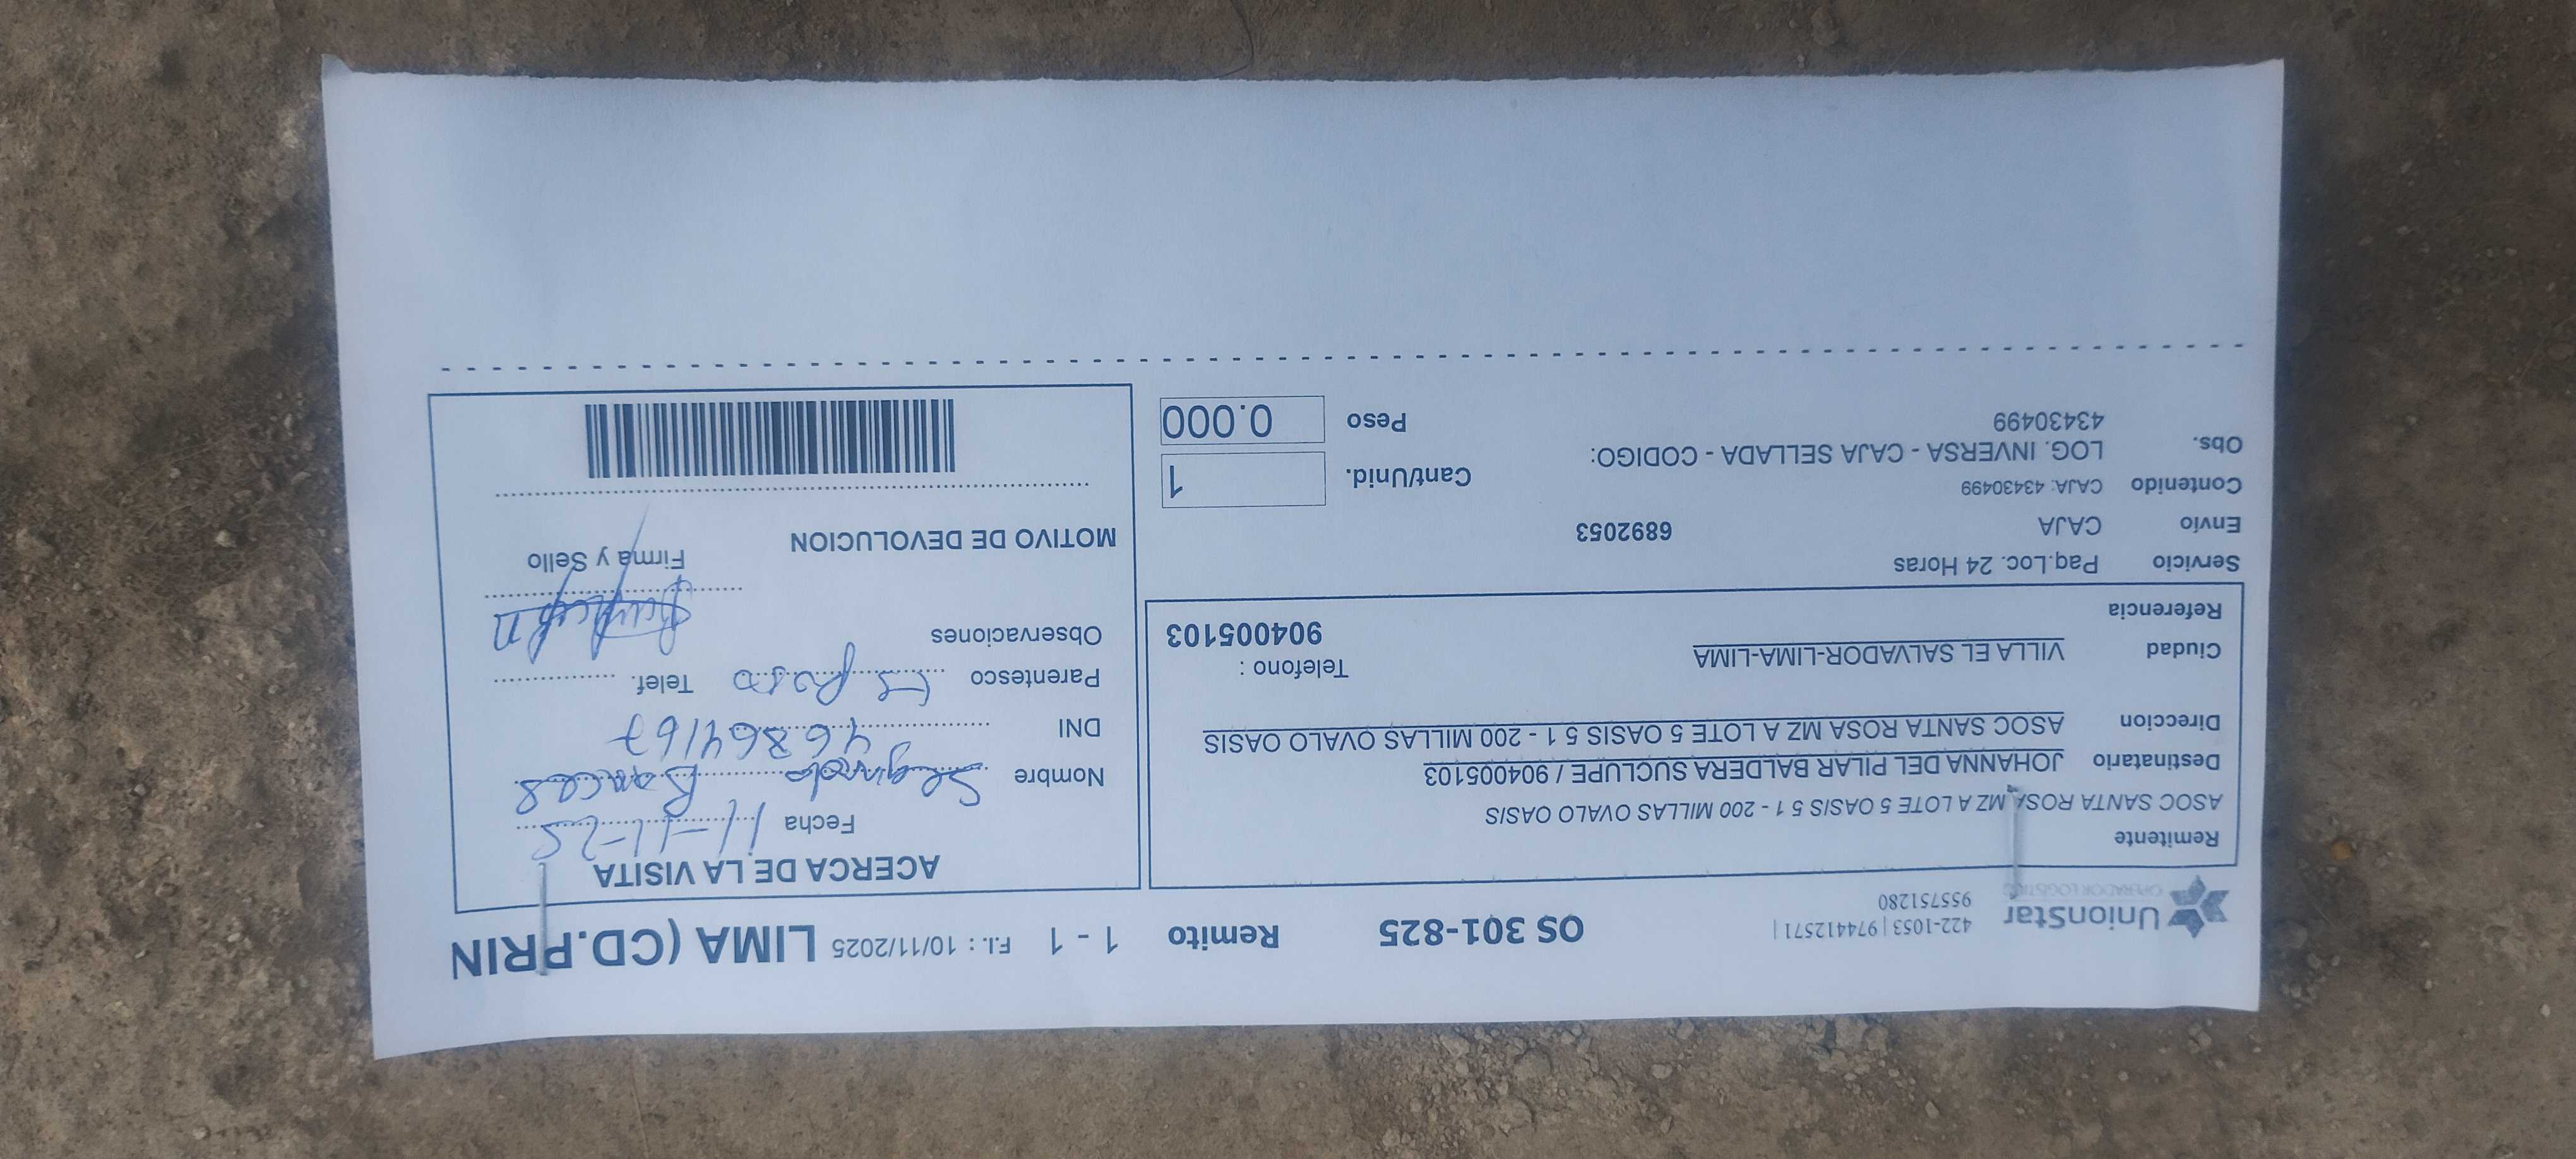 UnionStar
OPERADOR LOGÍSTICO
422-1053 | 974412571 |
955751280
OS 301-825
Remito 1 - 1 F.I. : 10/11/2025 LIMA (CD.PRIN
Remitente
ASOC SANTA ROSA MZ A LOTE 5 OASIS 5 1 - 200 MILLAS OVALO OASIS
Destinatario JOHANNA DEL PILAR BALDERA SUCLUPE / 904005103
Direccion ASOC SANTA ROSA MZ A LOTE 5 OASIS 5 1 - 200 MILLAS OVALO OASIS
Ciudad VILLA EL SALVADOR-LIMA-LIMA
Telefono :
904005103
Referencia
Servicio Paq.Loc. 24 Horas
Envío CAJA 6892053
Contenido CAJA: 43430499
Obs. LOG. INVERSA - CAJA SELLADA - CODIGO:
43430499
Cant/Unid. 1
Peso 0.000
ACERCA DE LA VISITA
Fecha 11-11-25
Nombre Segundo Bances
DNI 46864167
Parentesco Esposo Telef.
Observaciones
Firma y Sello
MOTIVO DE DEVOLUCION